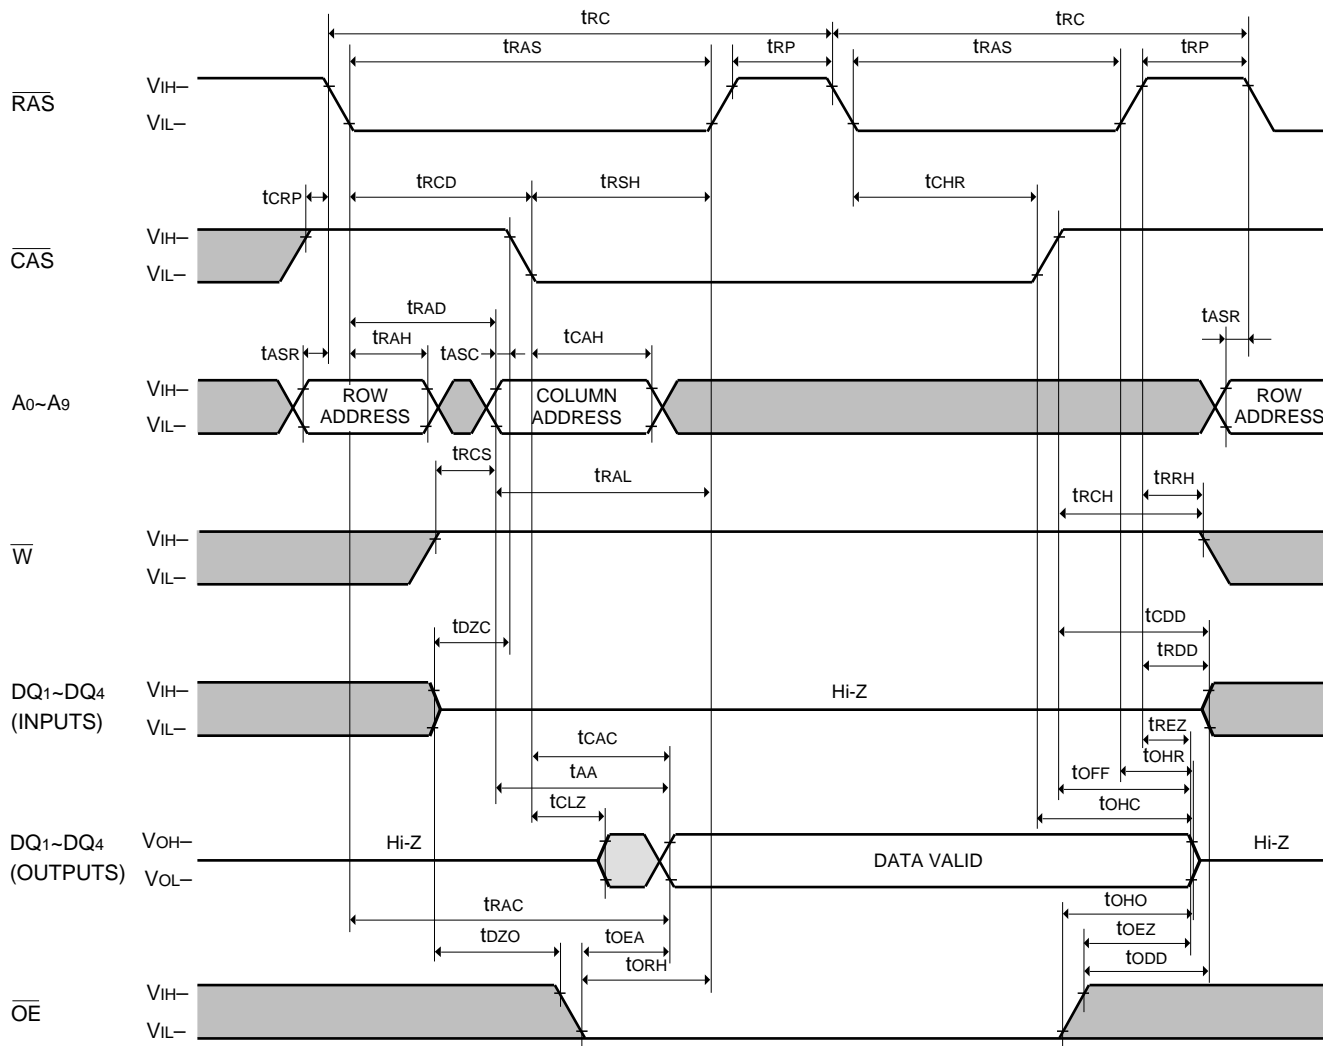 tRC tRC
tRAS tRP tRAS tRP
RAS VIH–
VIL–
tCRP tRCD tRSH tCHR
CAS VIH–
VIL–
tRAD
tASR tRAH tASC tCAH tASR
A0~A9 VIH–
VIL–
ROW
ADDRESS
COLUMN
ADDRESS
ROW
ADDRESS
tRCS tRAL tRRH
tRCH
W VIH–
VIL–
tDZC tCDD
tRDD
DQ1~DQ4
(INPUTS)
VIH–
VIL–
Hi-Z
tREZ
tCAC tOHR
tAA tOFF
tCLZ tOHC
DQ1~DQ4
(OUTPUTS)
VOH–
VOL–
Hi-Z DATA VALID Hi-Z
tRAC tOHO
tDZO tOEA tOEZ
tORH tODD
OE VIH–
VIL–